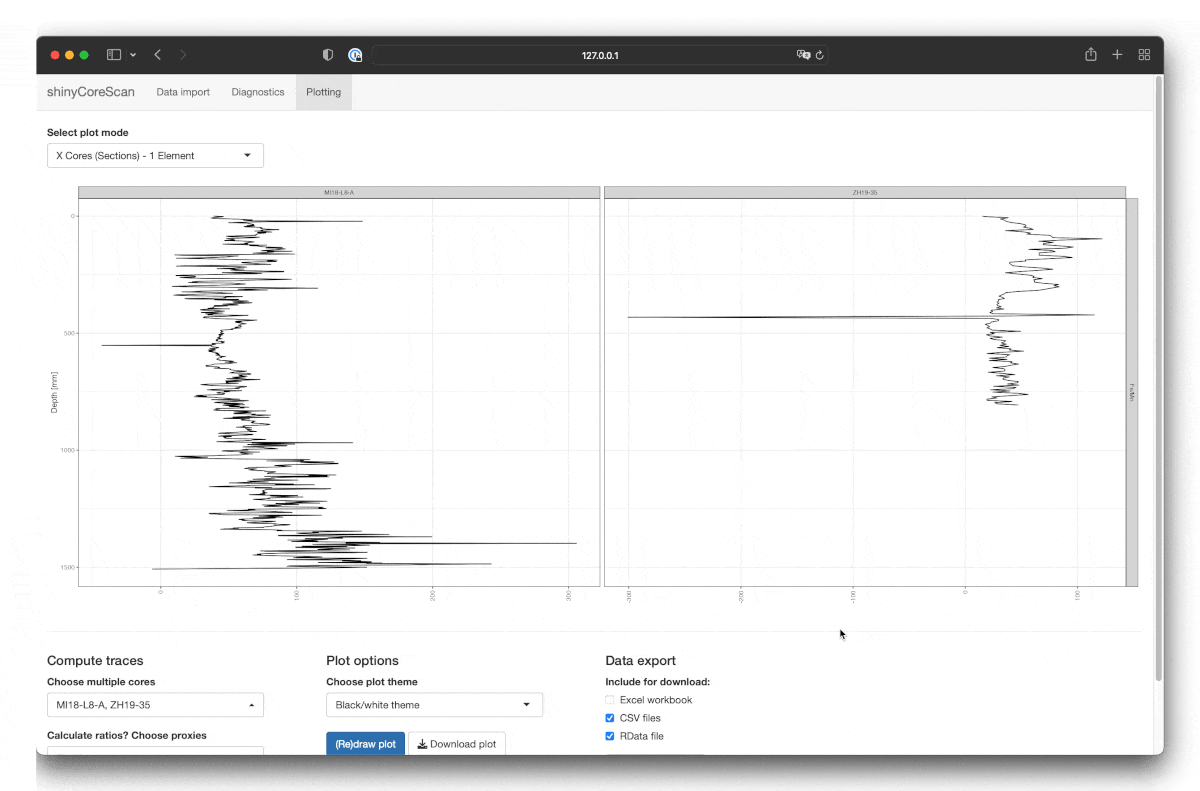 127.0.0.1
shinyCoreScan Data import Diagnostics Plotting
Select plot mode
X Cores (Sections) - 1 Element
MI18-L8-A ZH19-35
0
500
1000
1500
Depth [mm]
Fe/Mn
0 100 200 300 -300 -200 -100 0 100
Compute traces Plot options Data export
Choose multiple cores Choose plot theme Include for download:
MI18-L8-A, ZH19-35 Black/white theme Excel workbook
CSV files
Calculate ratios? Choose proxies RData file
(Re)draw plot Download plot